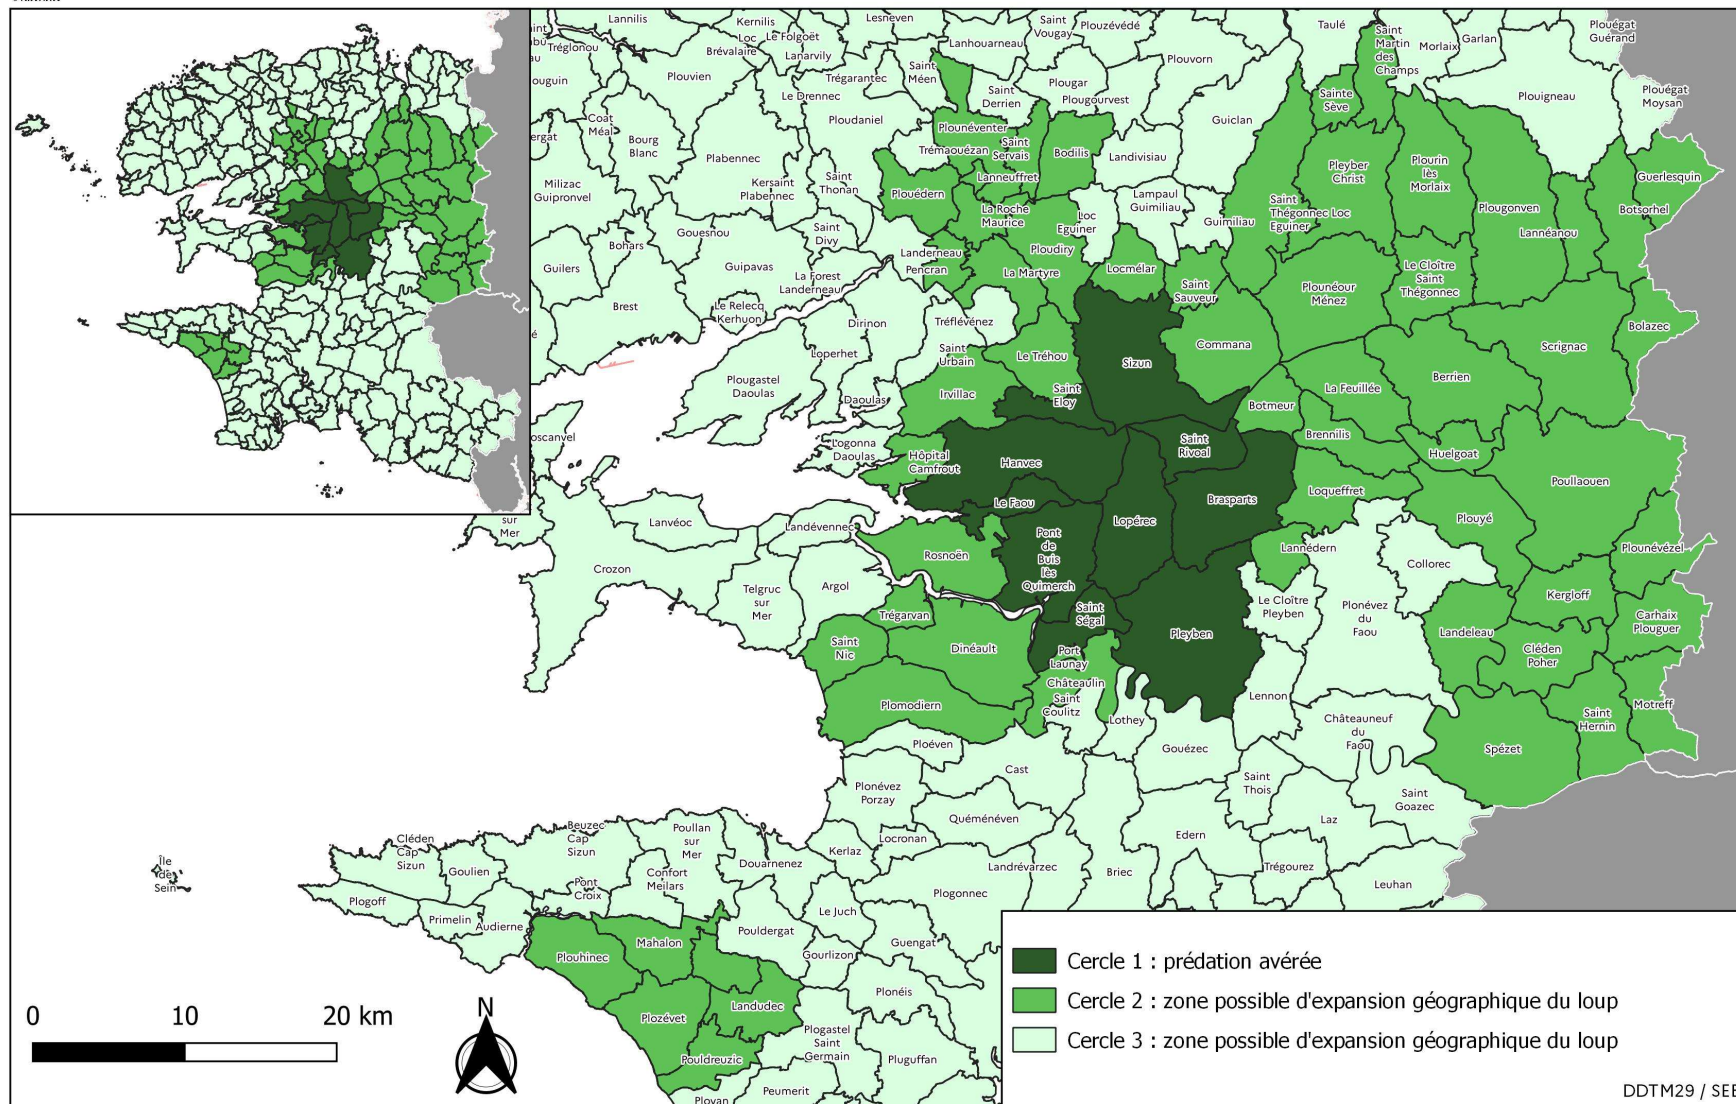 Lannilis
Kernilis
Lesneven
Saint
Vougay
Plouzévédé
Taulé
Saint
Martin
des
Champs
Morlaix
Garlan
Plouégat
Guérand
Tréglonou
Loc
Brévalaire
Le Folgoët
Lanarvily
Lanhouarneau
Plouvorn
Plouvien
Trégarantec
Saint
Méen
Saint
Derrien
Plougar
Plougourvest
Sainte
Sève
Plouigneau
Plouégat
Moysan
Le Drennec
Coat
Méal
Bourg
Blanc
Ploudaniel
Plounéventer
Saint
Servais
Trémaouézan
Bodilis
Guiclan
Landivisiau
Plabennec
Lanneuffret
Pleyber
Christ
Plourin
lès
Morlaix
Guerlesquin
Milizac
Guipronvel
Kersaint
Plabennec
Saint
Thonan
Plouédern
La Roche
Maurice
Lampaul
Guimiliau
Loc
Eguiner
Guimiliau
Saint
Thégonnec Loc
Eguiner
Plougonven
Botsorhel
Lannéanou
Gouesnou
Bohars
Saint
Divy
Landerneau
Pencran
Ploudiry
La Martyre
Locmélar
Guilers
Guipavas
La Forest
Landerneau
Saint
Sauveur
Plounéour
Ménez
Le Cloître
Saint
Thégonnec
Brest
Le Relecq
Kerhuon
Dirinon
Tréflévénez
Bolazec
Loperhet
Saint
Urbain
Le Tréhou
Sizun
Commana
Scrignac
Plougastel
Daoulas
Daoulas
Irvillac
Saint
Eloy
Botmeur
La Feuillée
Berrien
Logonna
Daoulas
Hôpital
Camfrout
Hanvec
Saint
Rivoal
Brennilis
Huelgoat
Le Faou
Brasparts
Loqueffret
Poullaouen
sur
Mer
Lanvéoc
Landévennec
Lopérec
Plouyé
Crozon
Rosnoën
Pont
de
Buis
lès
Quimerch
Lannédern
Collorec
Plounévézel
Telgruc
sur
Mer
Argol
Trégarvan
Saint
Ségal
Le Cloître
Pleyben
Plonévez
du
Faou
Kergloff
Carhaix
Plouguer
Saint
Nic
Dinéault
Port
Launay
Pleyben
Landeleau
Cléden
Poher
Plomodiern
Châteaulin
Saint
Coulitz
Lothey
Lennon
Châteauneuf
du
Faou
Saint
Hernin
Motreff
Ploéven
Gouézec
Spézet
Cast
Plonévez
Porzay
Saint
Thois
Saint
Goazec
Quéménéven
Laz
Edern
Île
de
Sein
Cléden
Cap
Sizun
Goulien
Beuzec
Cap
Sizun
Poullan
sur
Mer
Douarnenez
Kerlaz
Locronan
Landrévarzec
Briec
Trégourez
Leuhan
Pont
Croix
Confort
Meilars
Plogonnec
Plogoff
Primelin
Audierne
Le Juch
Pouldergat
Guengat
Plouhinec
Mahalon
Gourlizon
Plonéis
Plozévet
Landudec
Plogastel
Saint
Germain
Pluguffan
Pouldreuzic
Peumerit
0 10 20 km
N
Cercle 1 : prédation avérée
Cercle 2 : zone possible d'expansion géographique du loup
Cercle 3 : zone possible d'expansion géographique du loup
DDTM29 / SEB